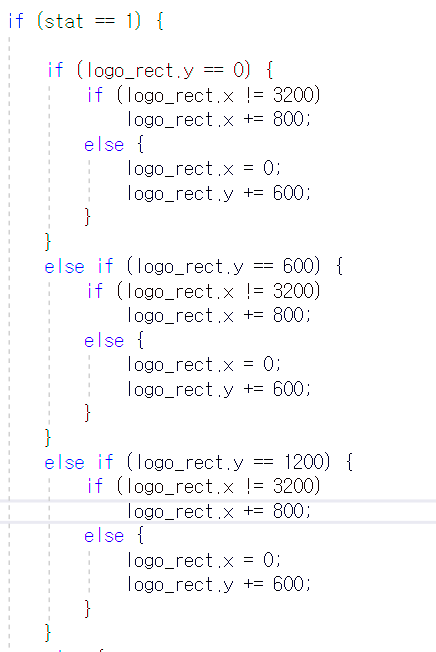 if (stat == 1) {
if (logo_rect.y == 0) {
if (logo_rect.x != 3200)
logo_rect.x += 800;
else {
logo_rect.x = 0;
logo_rect.y += 600;
}
}
else if (logo_rect.y == 600) {
if (logo_rect.x != 3200)
logo_rect.x += 800;
else {
logo_rect.x = 0;
logo_rect.y += 600;
}
}
else if (logo_rect.y == 1200) {
if (logo_rect.x != 3200)
logo_rect.x += 800;
else {
logo_rect.x = 0;
logo_rect.y += 600;
}
}